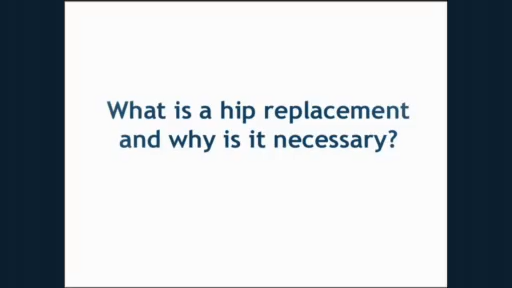 What is a hip replacement
and why is it necessary?